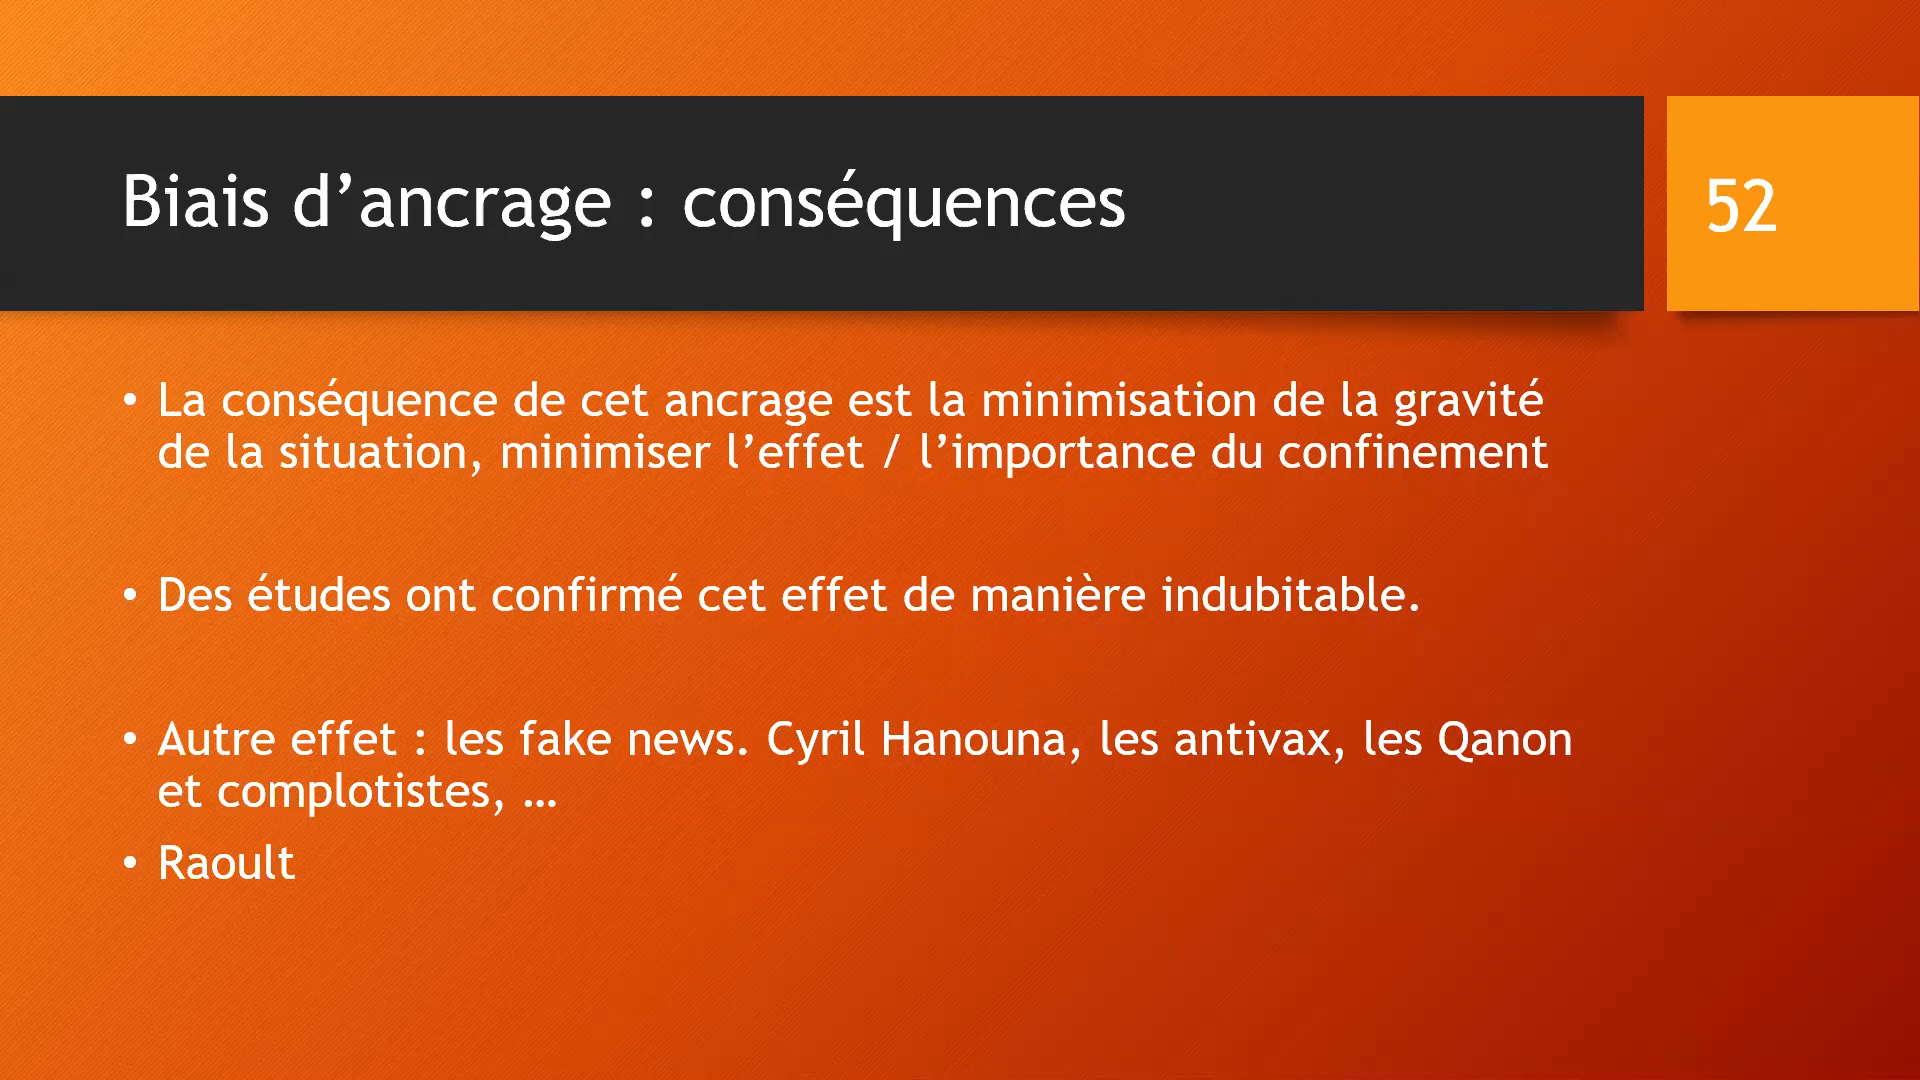 Biais d’ancrage : conséquences
52
• La conséquence de cet ancrage est la minimisation de la gravité
de la situation, minimiser l’effet / l’importance du confinement
• Des études ont confirmé cet effet de manière indubitable.
• Autre effet : les fake news. Cyril Hanouna, les antivax, les Qanon
et complotistes, …
• Raoult